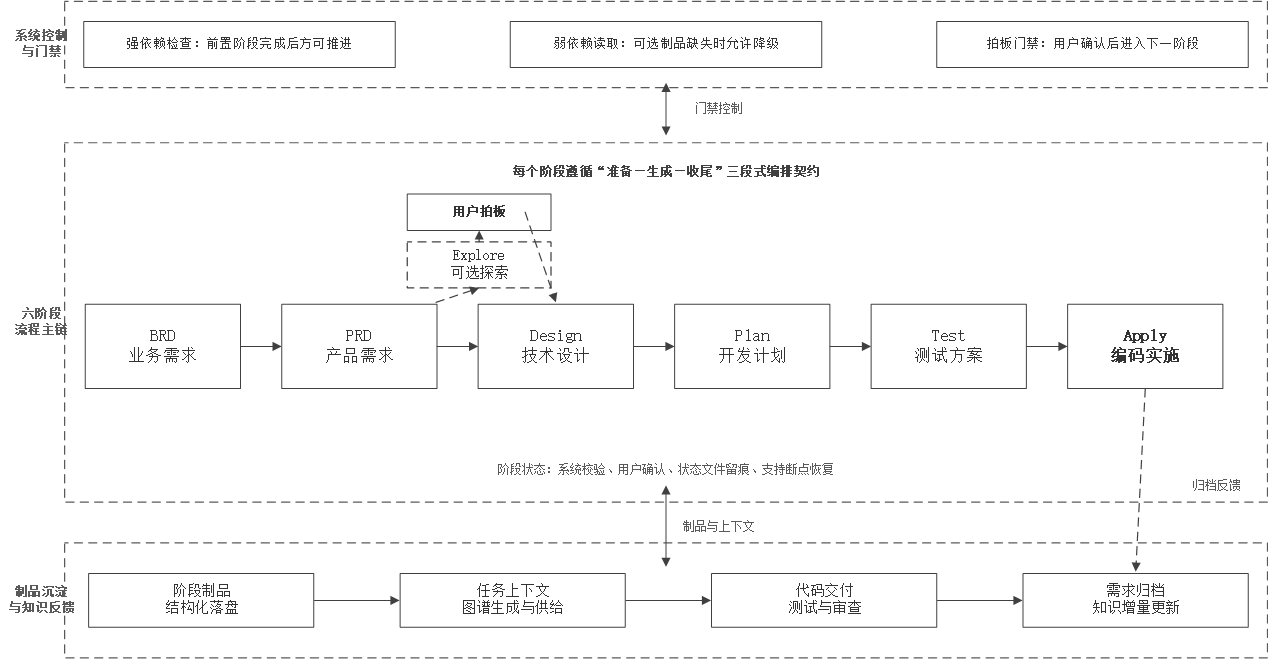 系统控制
与门禁
强依赖检查：前置阶段完成后方可推进
弱依赖读取：可选制品缺失时允许降级
拍板门禁：用户确认后进入下一阶段
门禁控制
每个阶段遵循“准备—生成—收尾”三段式编排契约
用户拍板
Explore
可选探索
六阶段
流程主链
BRD
业务需求
PRD
产品需求
Design
技术设计
Plan
开发计划
Test
测试方案
Apply
编码实施
阶段状态：系统校验、用户确认、状态文件留痕、支持断点恢复
归档反馈
制品与上下文
制品沉淀
与知识反馈
阶段制品
结构化落盘
任务上下文
图谱生成与供给
代码交付
测试与审查
需求归档
知识增量更新